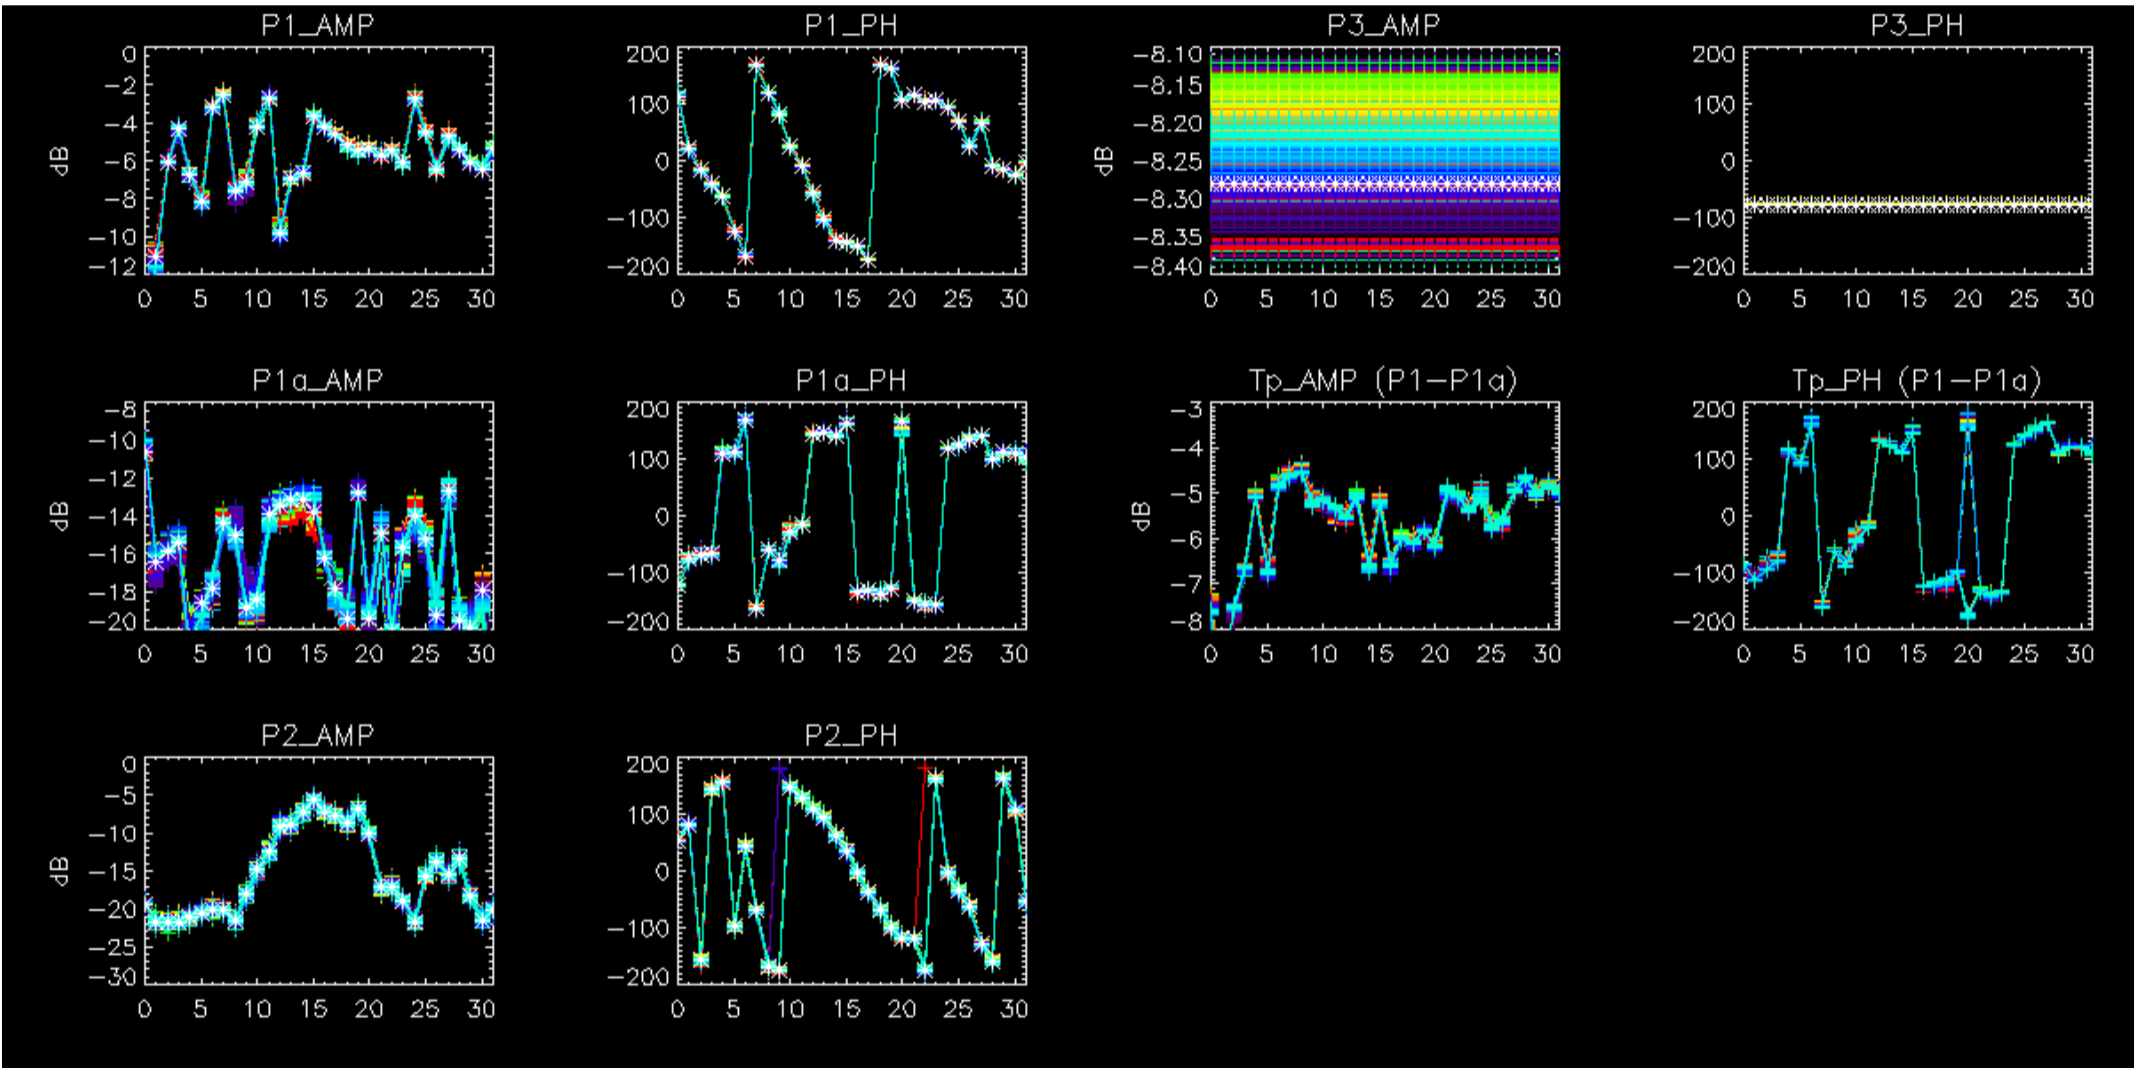 P1_AMP
P1_PH
P3_AMP
P3_PH
dB
0
−2
−4
−6
−8
−10
−12
0 5 10 15 20 25 30
200
100
0
−100
−200
0 5 10 15 20 25 30
dB
−8.10
−8.15
−8.20
−8.25
−8.30
−8.35
−8.40
0 5 10 15 20 25 30
200
100
0
−100
−200
0 5 10 15 20 25 30
P1a_AMP
P1a_PH
Tp_AMP (P1−P1a)
Tp_PH (P1−P1a)
dB
−8
−10
−12
−14
−16
−18
−20
0 5 10 15 20 25 30
200
100
0
−100
−200
0 5 10 15 20 25 30
dB
−3
−4
−5
−6
−7
−8
0 5 10 15 20 25 30
200
100
0
−100
−200
0 5 10 15 20 25 30
P2_AMP
P2_PH
dB
0
−5
−10
−15
−20
−25
−30
0 5 10 15 20 25 30
200
100
0
−100
−200
0 5 10 15 20 25 30